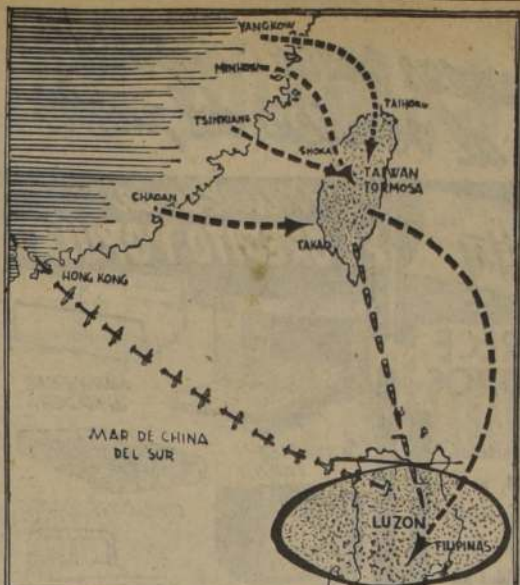 YANGKOW
TAIHOKU
TSINKIANG
SHOKA
TAIWAN
FORMOSA
CHAOAN
TAKAO
HONG KONG
MAR DE CHINA
DEL SUR
LUZON
FILIPINAS